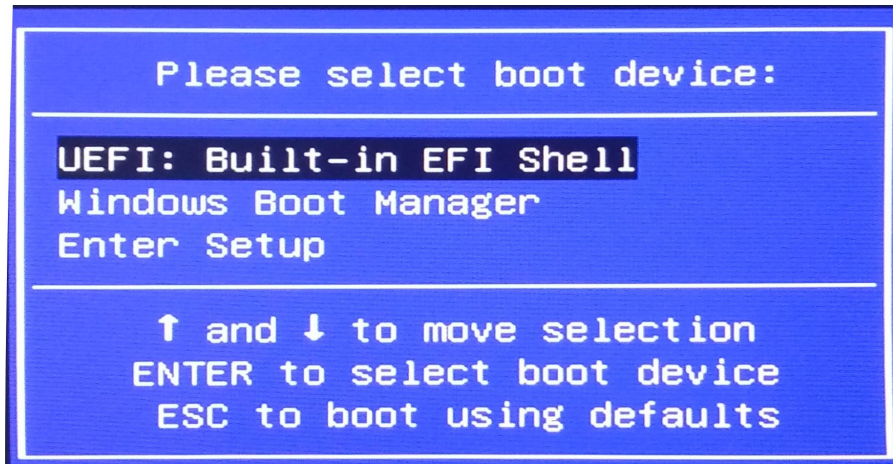 Please select boot device:
UEFI: Built-in EFI Shell
Windows Boot Manager
Enter Setup
↑ and ↓ to move selection
ENTER to select boot device
ESC to boot using defaults